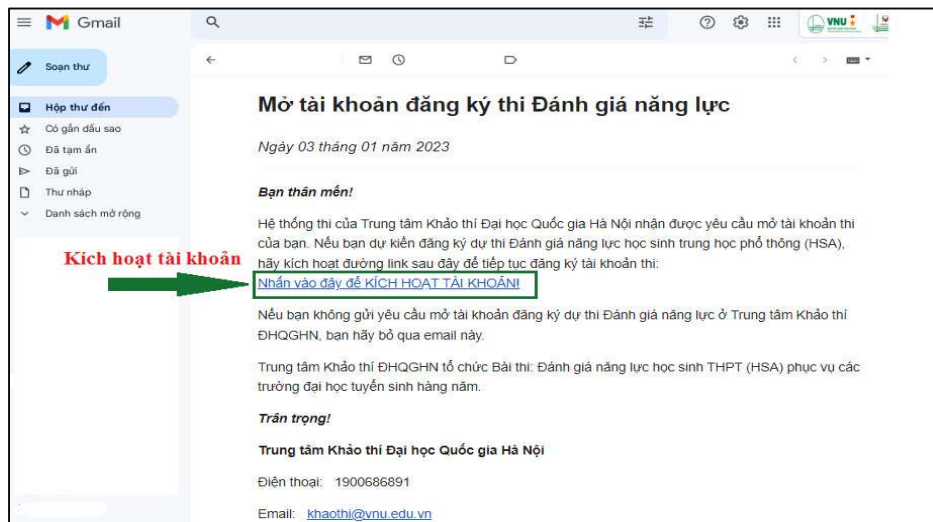 Gmail
VNU
Soạn thư
Hộp thư đến
Có gắn dấu sao
Đã tạm ẩn
Đã gửi
Thư nháp
Danh sách mở rộng
Mở tài khoản đăng ký thi Đánh giá năng lực
Ngày 03 tháng 01 năm 2023
Bạn thân mến!
Hệ thống thi của Trung tâm Khảo thí Đại học Quốc gia Hà Nội nhận được yêu cầu mở tài khoản thi
của bạn. Nếu bạn dự kiến đăng ký dự thi Đánh giá năng lực học sinh trung học phổ thông (HSA),
hãy kích hoạt đường link sau đây để tiếp tục đăng ký tài khoản thi:
Kích hoạt tài khoản
Nhấn vào đây để KÍCH HOẠT TÀI KHOẢN!
Nếu bạn không gửi yêu cầu mở tài khoản đăng ký dự thi Đánh giá năng lực ở Trung tâm Khảo thí
ĐHQGHN, bạn hãy bỏ qua email này.
Trung tâm Khảo thí ĐHQGHN tổ chức Bài thi: Đánh giá năng lực học sinh THPT (HSA) phục vụ các
trường đại học tuyển sinh hàng năm.
Trân trọng!
Trung tâm Khảo thí Đại học Quốc gia Hà Nội
Điện thoại: 1900686891
Email: khaothi@vnu.edu.vn